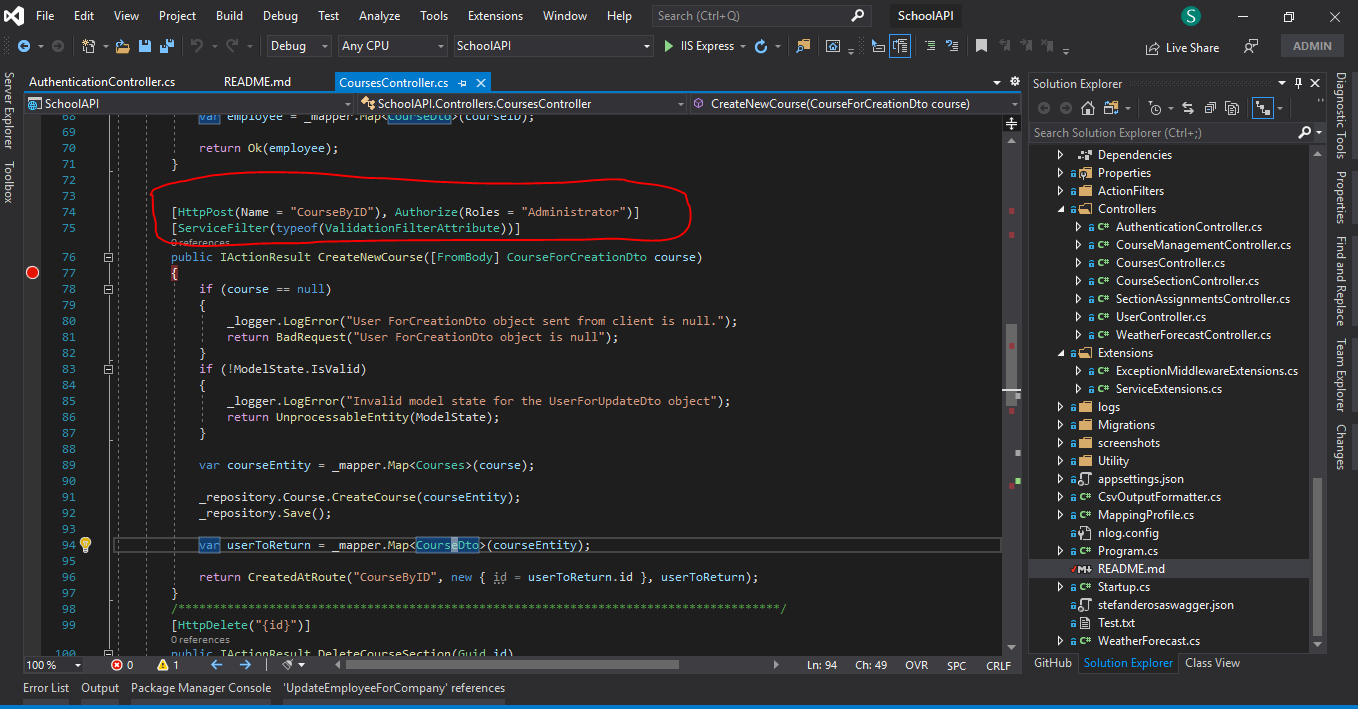 File Edit View Project Build Debug Test Analyze Tools Extensions Window Help Search (Ctrl+Q) SchoolAPI S
Debug Any CPU SchoolAPI IIS Express Live Share ADMIN
Server Explorer
Toolbox
AuthenticationController.cs README.md CoursesController.cs
SchoolAPI SchoolAPI.Controllers.CoursesController CreateNewCourse(CourseForCreationDto course)
68 var employee = _mapper.Map<CourseDto>(courseID);
69
70 return Ok(employee);
71 }
72
73
74 [HttpPost(Name = "CourseByID"), Authorize(Roles = "Administrator")]
75 [ServiceFilter(typeof(ValidationFilterAttribute))]
0 references
76 public IActionResult CreateNewCourse([FromBody] CourseForCreationDto course)
77 {
78 if (course == null)
79 {
80 _logger.LogError("User ForCreationDto object sent from client is null.");
81 return BadRequest("User ForCreationDto object is null");
82 }
83 if (!ModelState.IsValid)
84 {
85 _logger.LogError("Invalid model state for the UserForUpdateDto object");
86 return UnprocessableEntity(ModelState);
87 }
88
89 var courseEntity = _mapper.Map<Courses>(course);
90
91 _repository.Course.CreateCourse(courseEntity);
92 _repository.Save();
93
94 var userToReturn = _mapper.Map<CourseDto>(courseEntity);
95
96 return CreatedAtRoute("CourseByID", new { id = userToReturn.id }, userToReturn);
97 }
98 /*************************************************************************************/
99 [HttpDelete("{id}")]
0 references
100 public IActionResult DeleteCourseSection(Guid id)
100 % 0 1 Ln: 94 Ch: 49 OVR SPC CRLF
Error List Output Package Manager Console 'UpdateEmployeeForCompany' references
Solution Explorer
Search Solution Explorer (Ctrl+;)
Dependencies
Properties
ActionFilters
Controllers
C# AuthenticationController.cs
C# CourseManagementController.cs
C# CoursesController.cs
C# CourseSectionController.cs
C# SectionAssignmentsController.cs
C# UserController.cs
C# WeatherForecastController.cs
Extensions
C# ExceptionMiddlewareExtensions.cs
C# ServiceExtensions.cs
logs
Migrations
screenshots
Utility
appsettings.json
C# CsvOutputFormatter.cs
C# MappingProfile.cs
nlog.config
C# Program.cs
M+ README.md
C# Startup.cs
stefanderosaswagger.json
Test.txt
C# WeatherForecast.cs
GitHub Solution Explorer Class View
Diagnostic Tools
Properties
Find and Replace
Team Explorer
Changes